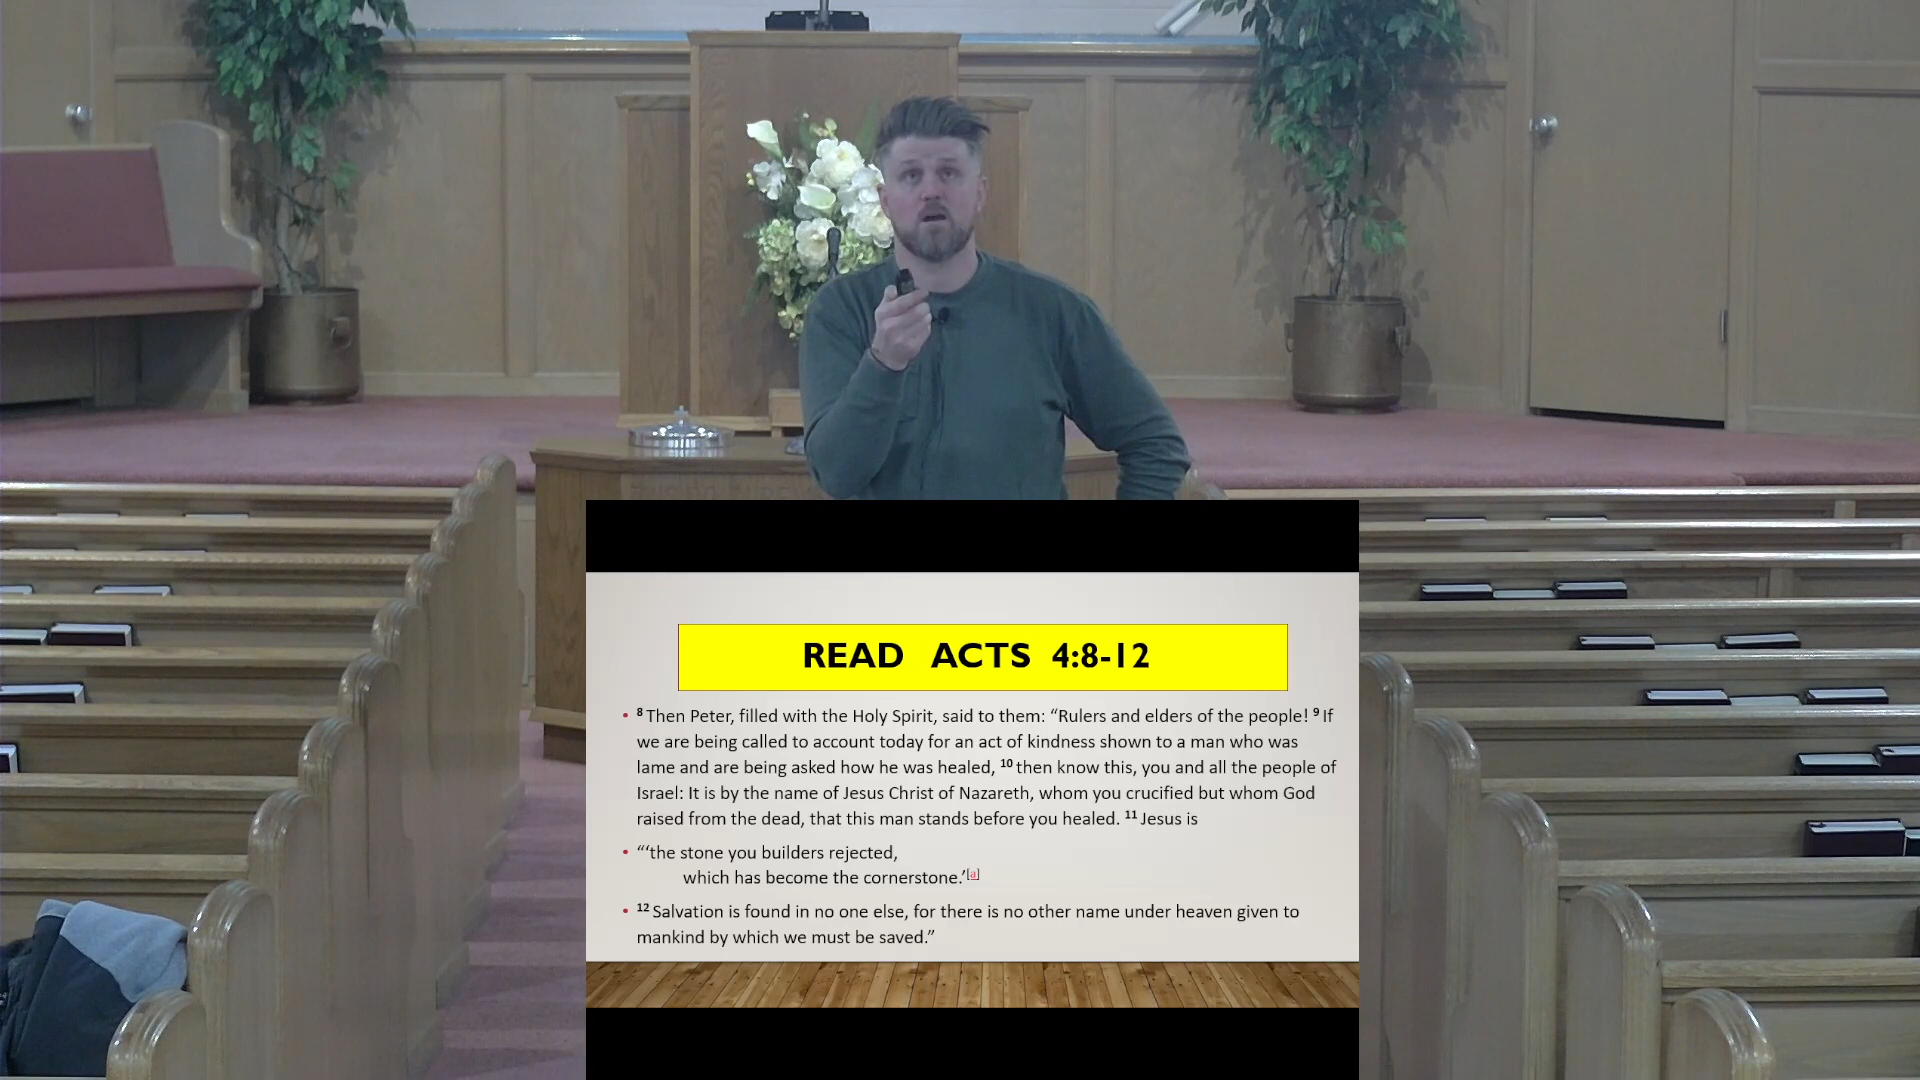 READ ACTS 4:8-12
• 8 Then Peter, filled with the Holy Spirit, said to them: “Rulers and elders of the people! 9 If
we are being called to account today for an act of kindness shown to a man who was
lame and are being asked how he was healed, 10 then know this, you and all the people of
Israel: It is by the name of Jesus Christ of Nazareth, whom you crucified but whom God
raised from the dead, that this man stands before you healed. 11 Jesus is
• “‘the stone you builders rejected,
which has become the cornerstone.’[a]
• 12 Salvation is found in no one else, for there is no other name under heaven given to
mankind by which we must be saved.”